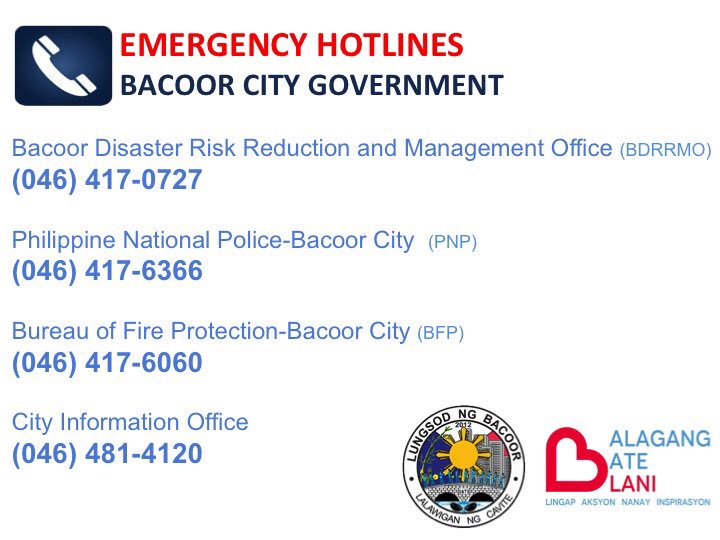 EMERGENCY HOTLINES
BACOOR CITY GOVERNMENT
Bacoor Disaster Risk Reduction and Management Office (BDRRMO)
(046) 417-0727
Philippine National Police-Bacoor City (PNP)
(046) 417-6366
Bureau of Fire Protection-Bacoor City (BFP)
(046) 417-6060
City Information Office
(046) 481-4120
LUNGSOD NG BACOOR
2012
LALAWIGAN NG CAVITE
BALAGANG
ATE
LANI
LINGAP AKSYON NANAY INSPIRASYON